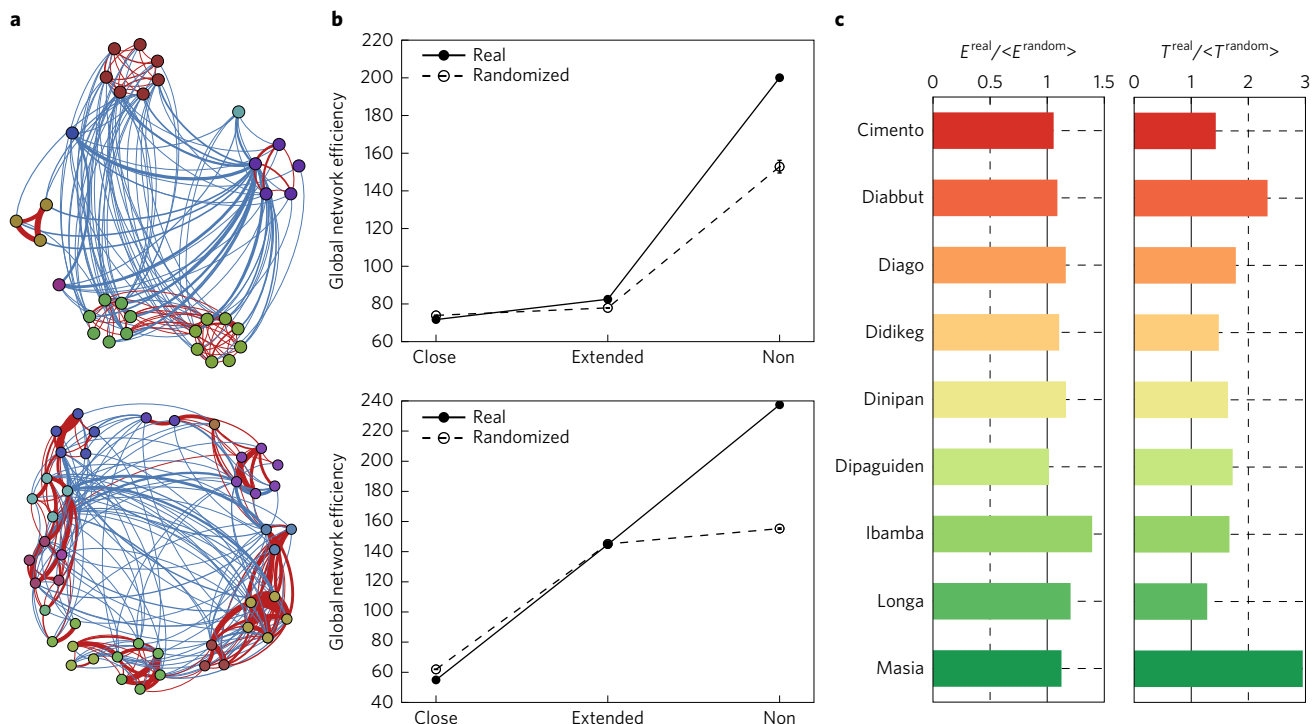 a
b
c
220
200
180
160
140
120
100
80
60
Global network efficiency
Real
Randomized
Close Extended Non
240
220
200
180
160
140
120
100
80
60
40
Global network efficiency
Real
Randomized
Close Extended Non
E^real/<E^random>
T^real/<T^random>
0 0.5 1 1.5
0 1 2 3
Cimento
Diabbut
Diago
Didikeg
Dinipan
Dipaguiden
Ibamba
Longa
Masia